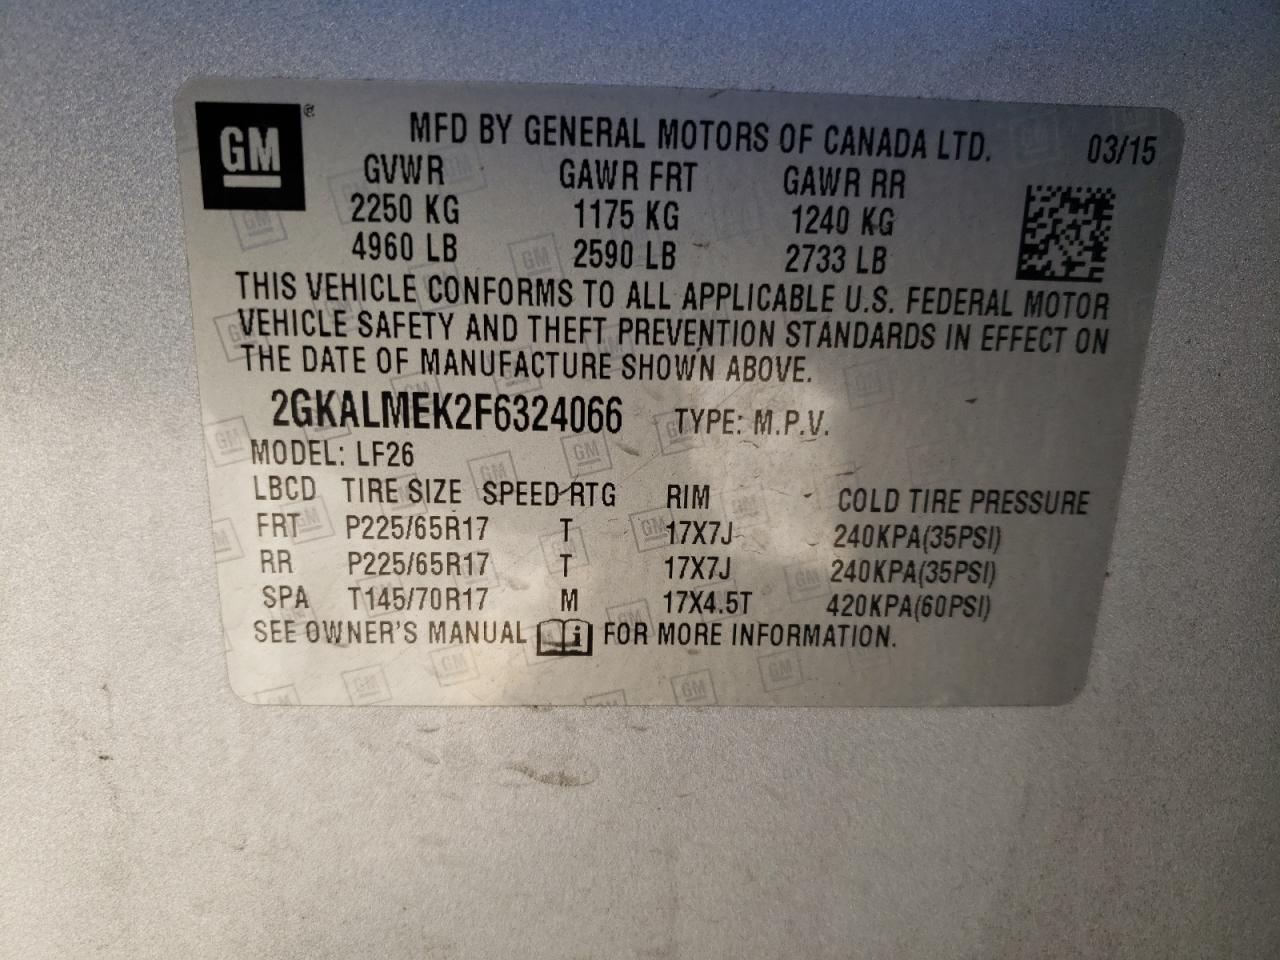 GM ®
MFD BY GENERAL MOTORS OF CANADA LTD. 03/15
GVWR GAWR FRT GAWR RR
2250 KG 1175 KG 1240 KG
4960 LB 2590 LB 2733 LB
THIS VEHICLE CONFORMS TO ALL APPLICABLE U.S. FEDERAL MOTOR
VEHICLE SAFETY AND THEFT PREVENTION STANDARDS IN EFFECT ON
THE DATE OF MANUFACTURE SHOWN ABOVE.
2GKALMEK2F6324066 TYPE: M.P.V.
MODEL: LF26
LBCD TIRE SIZE SPEED RTG RIM COLD TIRE PRESSURE
FRT P225/65R17 T 17X7J 240KPA(35PSI)
RR P225/65R17 T 17X7J 240KPA(35PSI)
SPA T145/70R17 M 17X4.5T 420KPA(60PSI)
SEE OWNER'S MANUAL i FOR MORE INFORMATION.